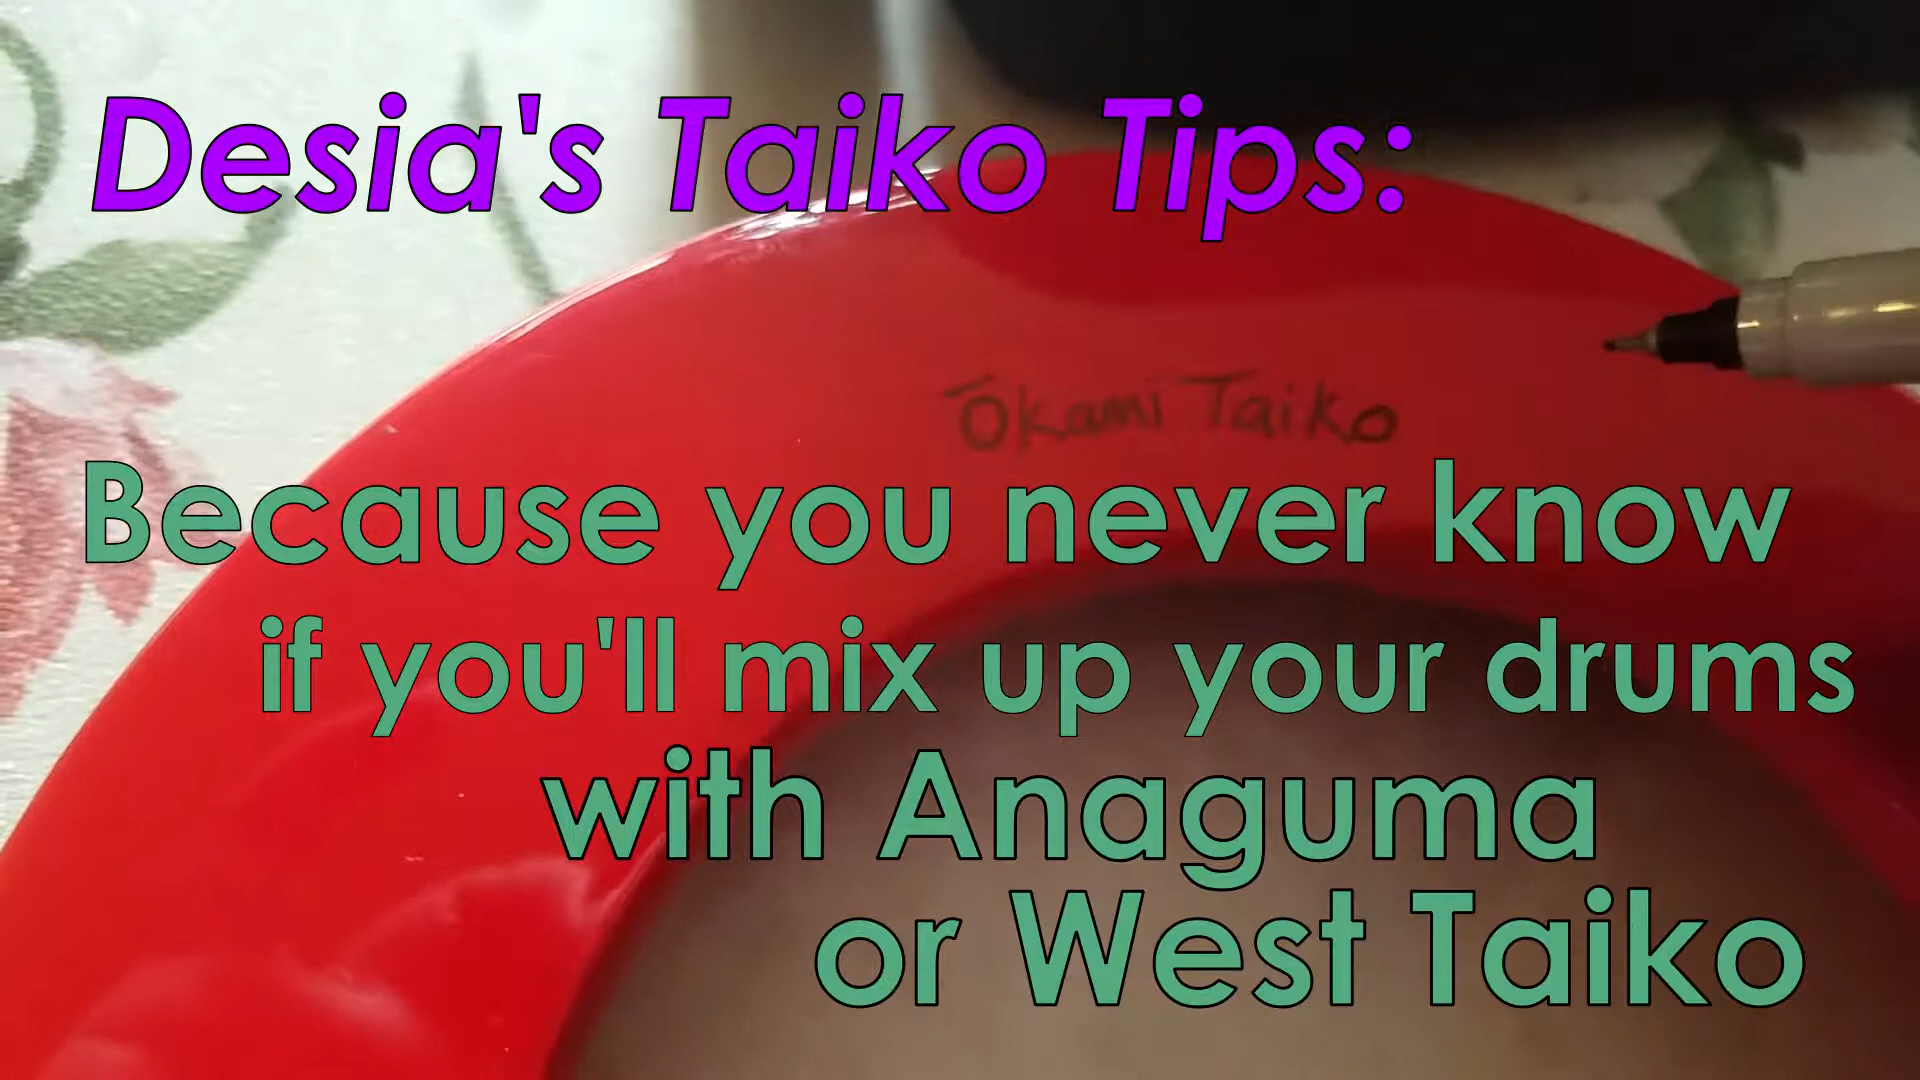 Desia's Taiko Tips:
Ōkami Taiko
Because you never know
if you'll mix up your drums
with Anaguma
or West Taiko